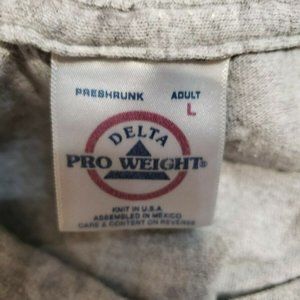 PRESHRUNK ADULT
L
DELTA
PRO WEIGHT®
KNIT IN U.S.A.
ASSEMBLED IN MEXICO
CARE & CONTENT ON REVERSE